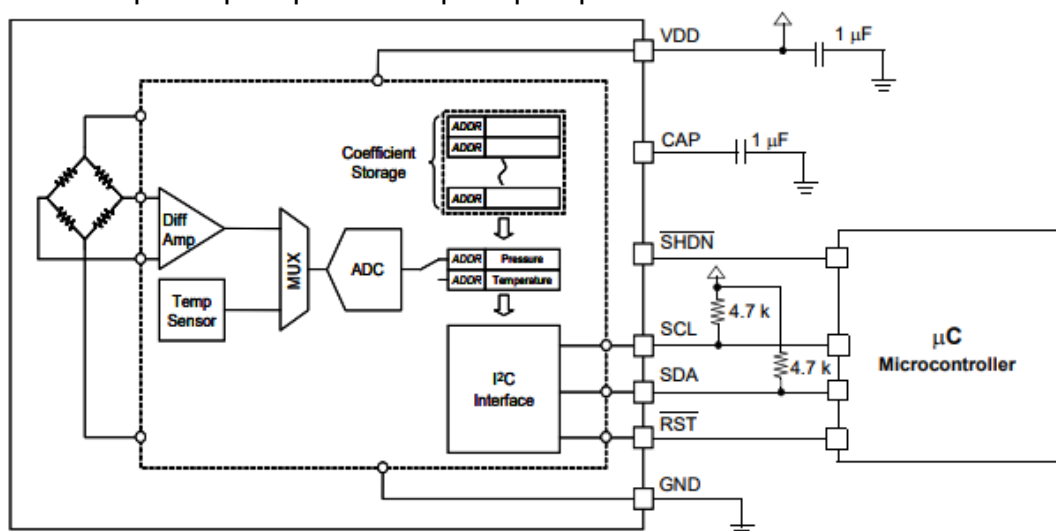 VDD
1 μF
CAP
1 μF
ADDR
ADDR
Coefficient
Storage
ADDR
SHDN
Diff
Amp
MUX
ADC
ADDR Pressure
ADDR Temperature
Temp
Sensor
4.7 k
SCL
μC
Microcontroller
4.7 k
SDA
I²C
Interface
RST
GND